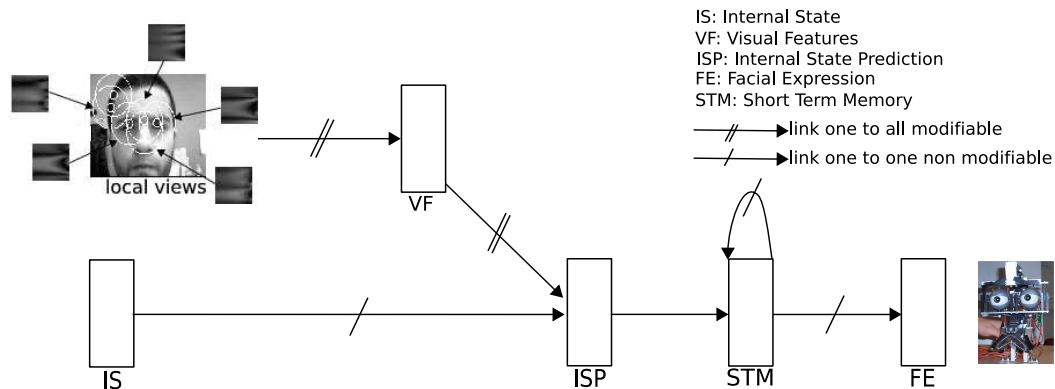 IS: Internal State
VF: Visual Features
ISP: Internal State Prediction
FE: Facial Expression
STM: Short Term Memory
link one to all modifiable
link one to one non modifiable
local views
VF
IS
ISP
STM
FE